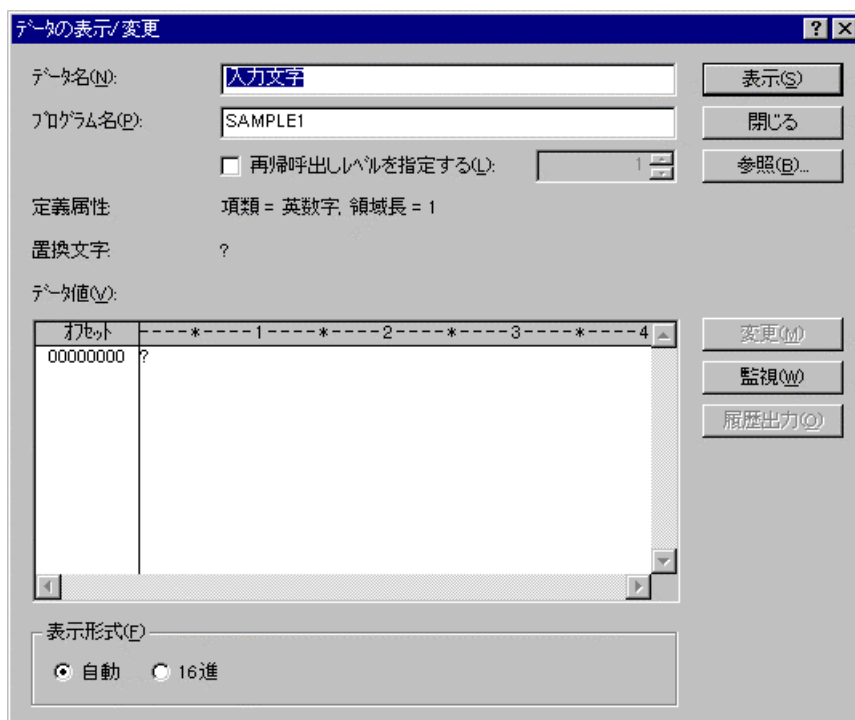 ﾃﾞｰﾀの表示/変更
ﾃﾞｰﾀ名(N):
入力文字
表示(S)
ﾌﾟﾛｸﾞﾗﾑ名(P):
SAMPLE1
閉じる
再帰呼出しﾚﾍﾞﾙを指定する(L):
1
参照(B)...
定義属性:
項類 = 英数字, 領域長 = 1
置換文字:
?
ﾃﾞｰﾀ値(V):
ｵﾌｾｯﾄ
----*----1----*----2----*----3----*----4
00000000
?
変更(M)
監視(W)
履歴出力(O)
表示形式(F)
自動
16進